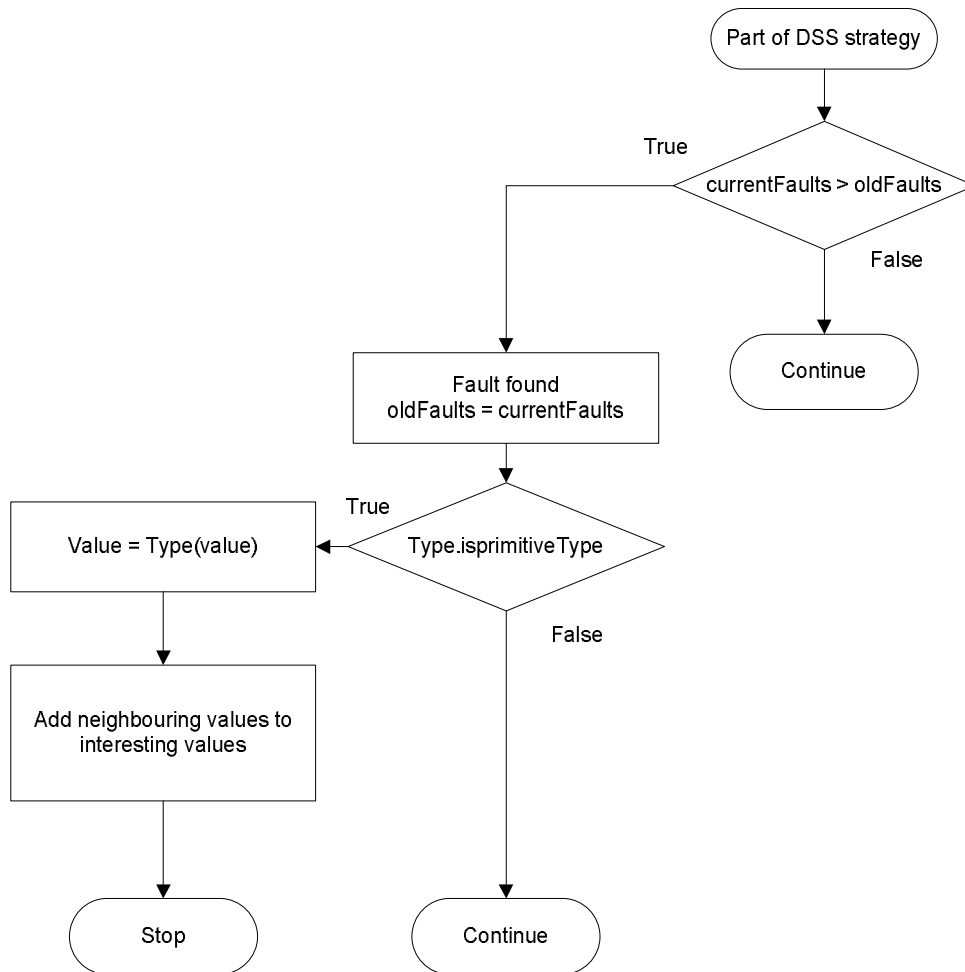 Part of DSS strategy
True
currentFaults > oldFaults
False
Continue
Fault found
oldFaults = currentFaults
True
Value = Type(value)
Type.isprimitiveType
False
Add neighbouring values to
interesting values
Stop
Continue